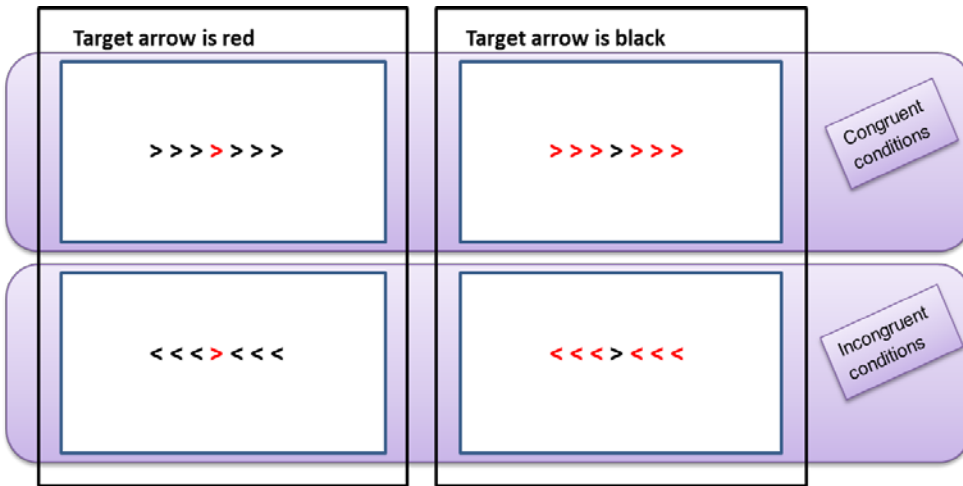 Target arrow is red
Target arrow is black
> > > > > > >
> > > > > > >
Congruent
conditions
< < < > < < <
< < < > < < <
Incongruent
conditions